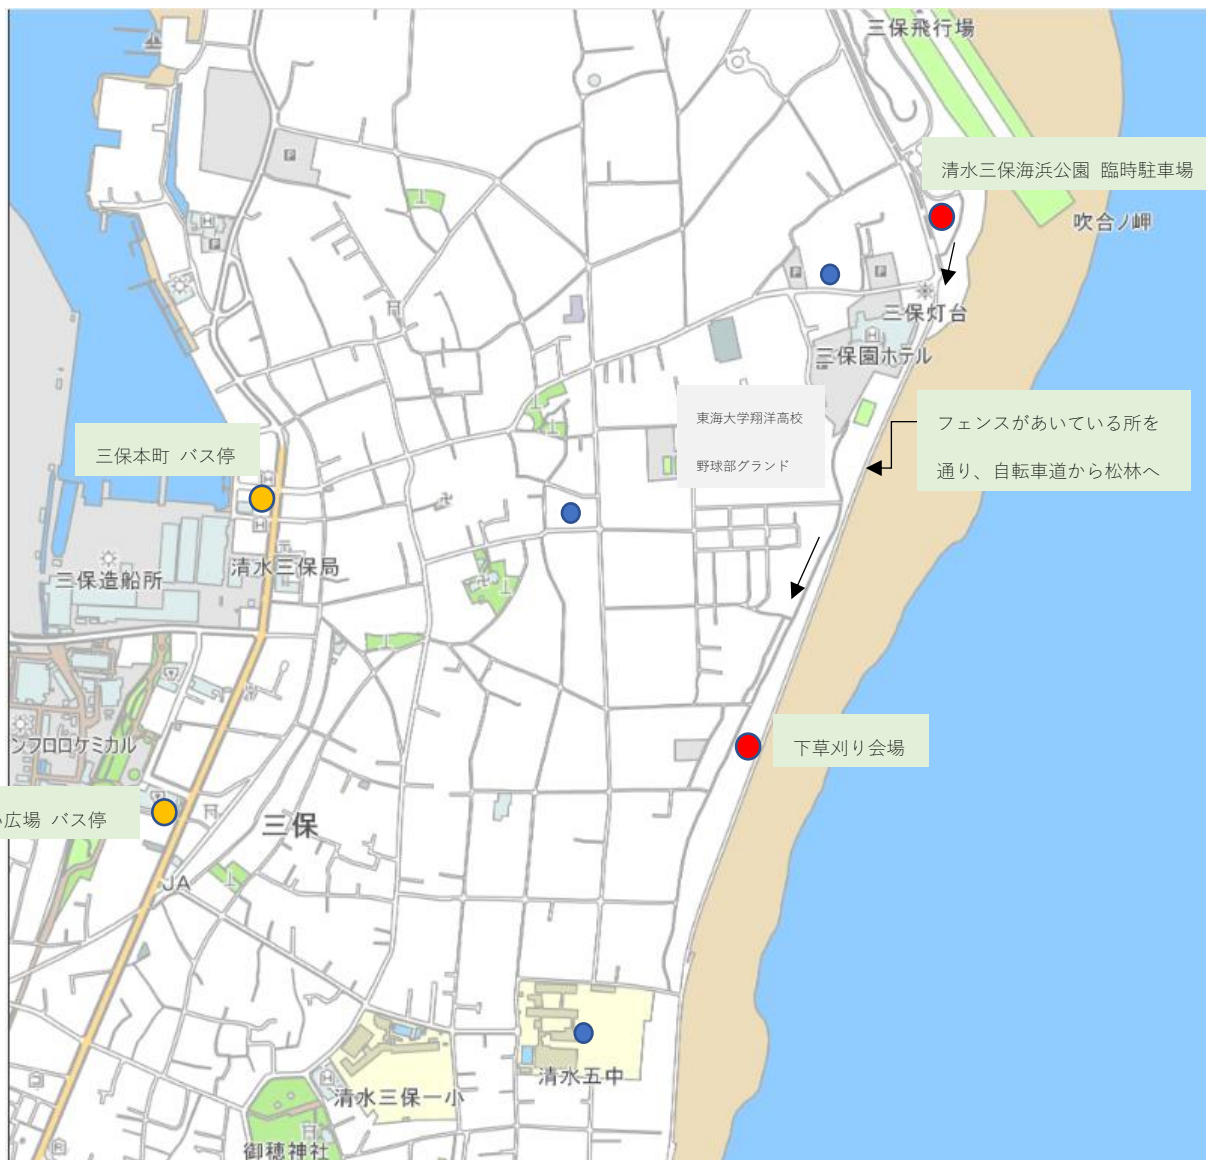 三保飛行場
清水三保海浜公園 臨時駐車場
吹合ノ岬
三保灯台
三保園ホテル
東海大学翔洋高校
野球部グランド
フェンスがあいている所を
通り、自転車道から松林へ
三保本町 バス停
三保造船所
清水三保局
下草刈り会場
ンフロロケミカル
広場 バス停
三保
JA
清水五中
清水三保一小
御穂神社
P
P
P
P